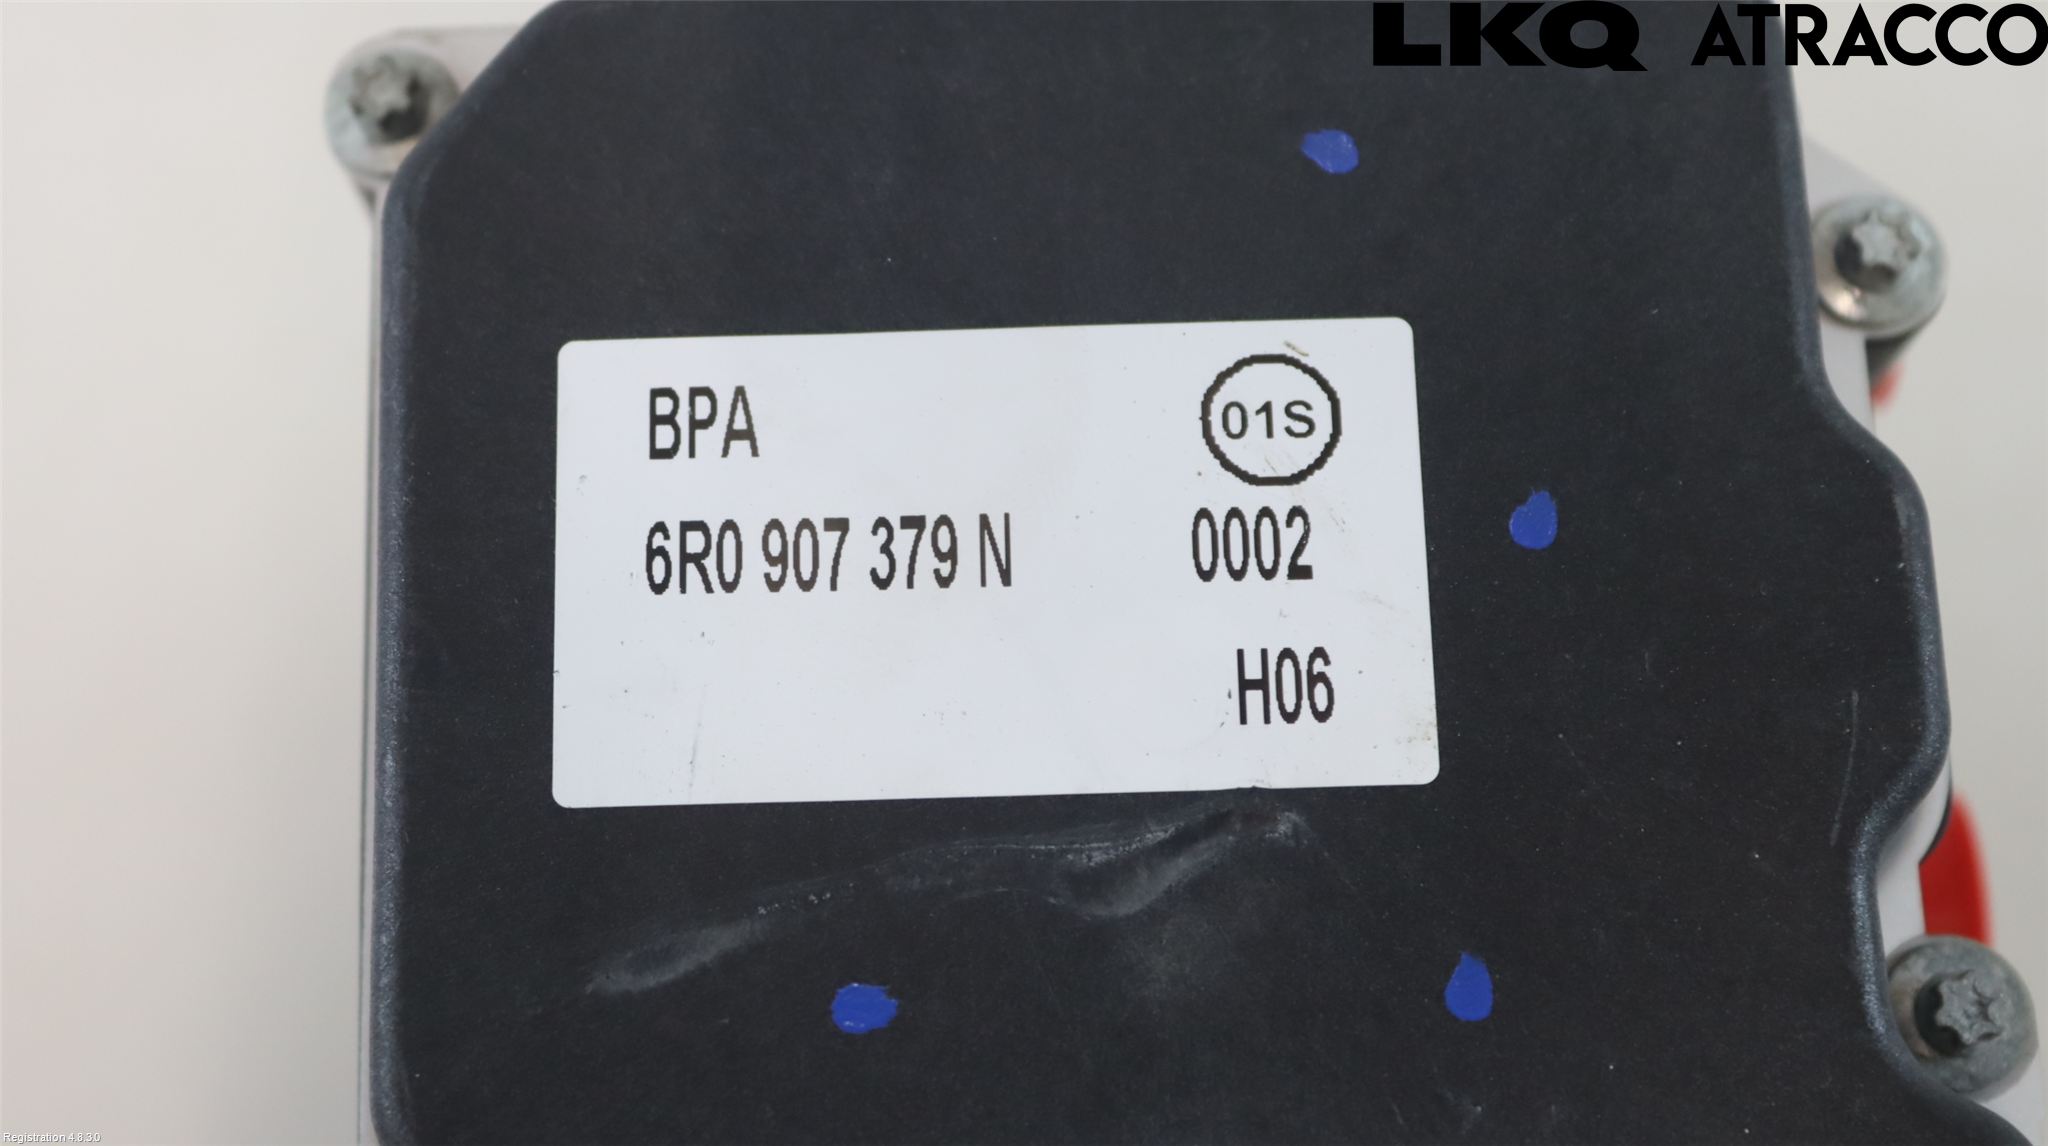 LKQ ATRACCO
BPA
01S
6R0 907 379 N 0002
H06
Registration 4.8.3.0